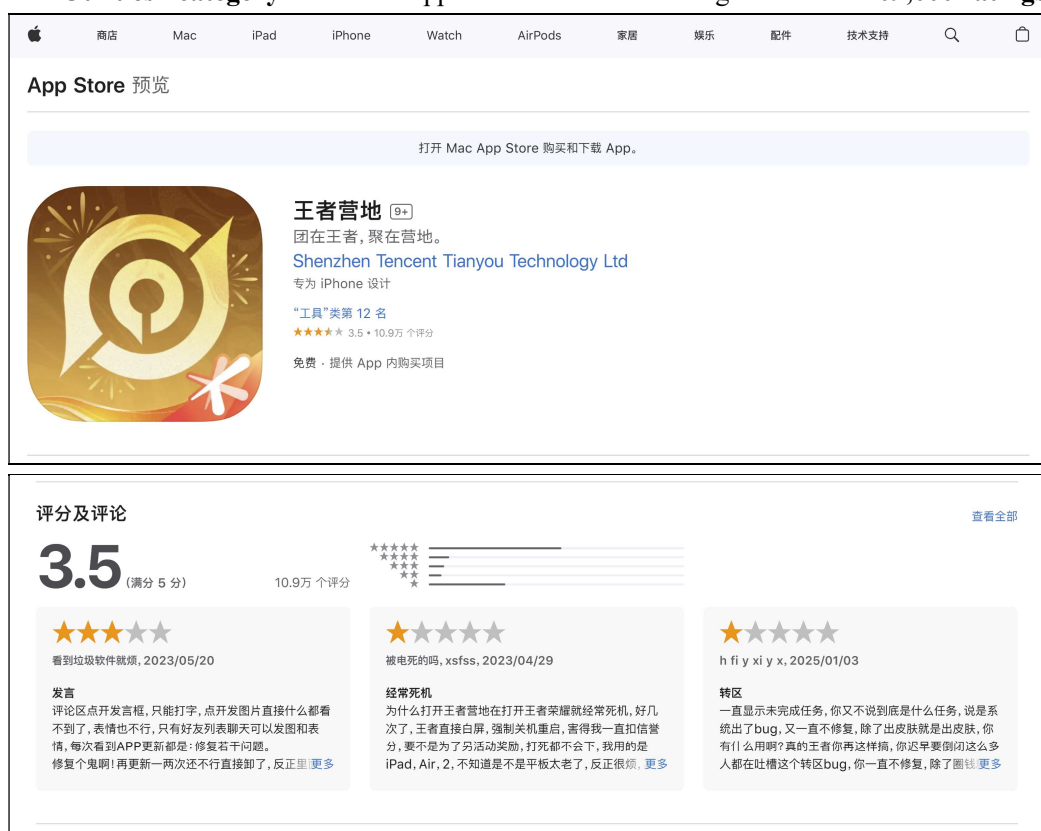 商店 Mac iPad iPhone Watch AirPods 家居 娱乐 配件 技术支持
App Store 预览
打开 Mac App Store 购买和下载 App。
王者营地 9+
团在王者,聚在营地。
Shenzhen Tencent Tianyou Technology Ltd
专为 iPhone 设计
“工具”类第 12 名
★★★★★ 3.5 • 10.9万 个评分
免费 · 提供 App 内购买项目
评分及评论
查看全部
3.5 (满分 5 分)
10.9万 个评分
看到垃圾软件就烦, 2023/05/20
发言
评论区点开发言框,只能打字,点开发图片直接什么都看
不到了,表情也不行,只有好友列表聊天可以发图和表
情,每次看到APP更新都是:修复若干问题。
修复个鬼啊!再更新一两次还不行直接卸了,反正里 更多
被电死的吗, xsfss, 2023/04/29
经常死机
为什么打开王者营地在打开王者荣耀就经常死机,好几
次了,王者直接白屏,强制关机重启,害得我一直扣信誉
分,要不是为了另活动奖励,打死都不会下,我用的是
iPad, Air, 2,不知道是不是平板太老了,反正很烦, 更多
h fi y xi y x, 2025/01/03
转区
一直显示未完成任务,你又不说到底是什么任务,说是系
统出了bug,又一直不修复,除了出皮肤就是出皮肤,你
有什么用啊?真的王者你再这样搞,你迟早要倒闭这么多
人都在吐槽这个转区bug,你一直不修复,除了圈钱 更多